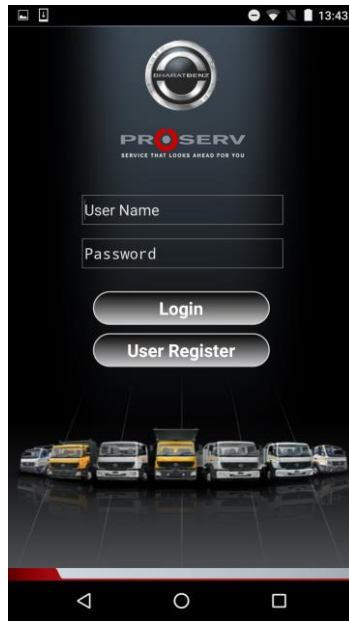 13:43
BHARATBENZ
PROSERV
SERVICE THAT LOOKS AHEAD FOR YOU
User Name
Password
Login
User Register